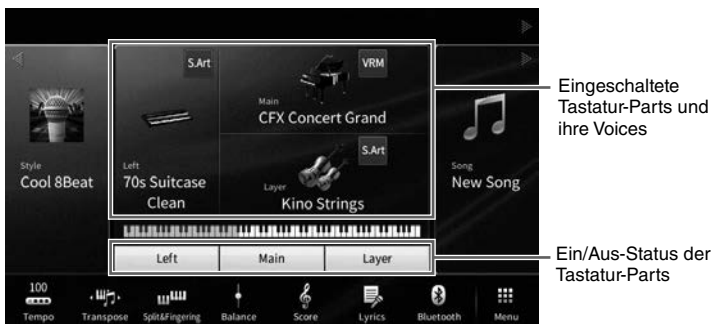 S.Art
VRM
Main
CFX Concert Grand
Style
Cool 8Beat
Left
70s Suitcase
Clean
S.Art
Layer
Kino Strings
Song
New Song
Left
Main
Layer
100
Tempo
Transpose
Split&Fingering
Balance
Score
Lyrics
Bluetooth
Menu
Eingeschaltete
Tastatur-Parts und
ihre Voices
Ein/Aus-Status der
Tastatur-Parts